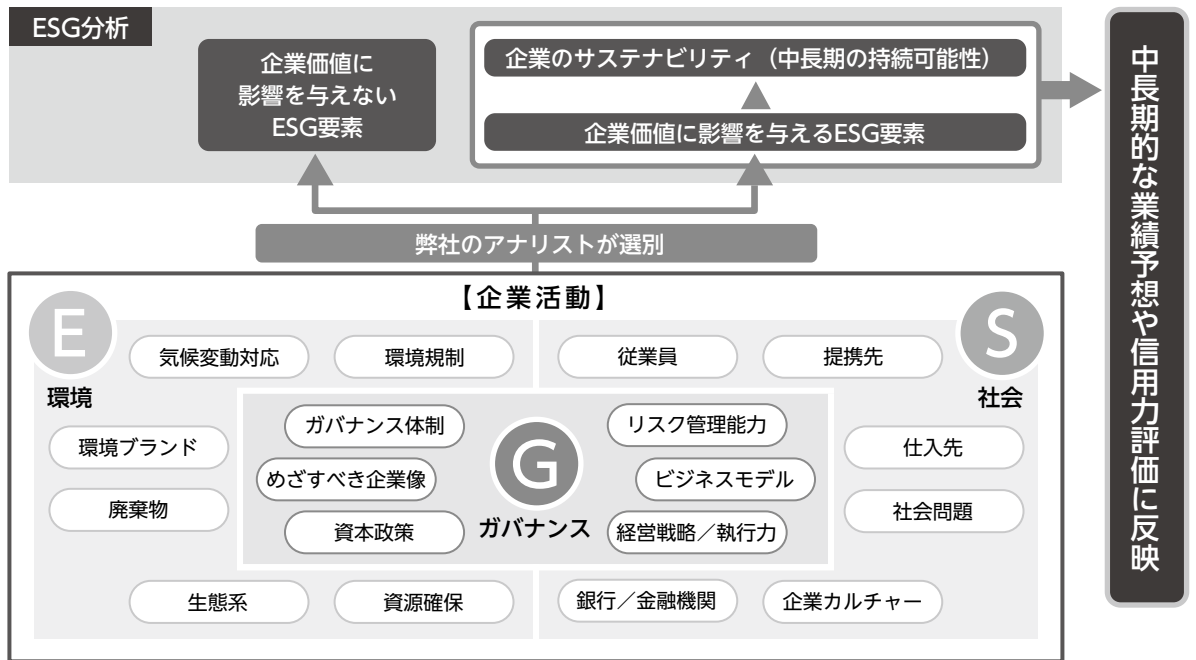 ESG分析
企業価値に
影響を与えない
ESG要素
企業のサステナビリティ（中長期の持続可能性）
企業価値に影響を与えるESG要素
中長期的な業績予想や信用力評価に反映
弊社のアナリストが選別
【企業活動】
E
環境
気候変動対応
環境規制
環境ブランド
廃棄物
生態系
資源確保
ガバナンス体制
めざすべき企業像
資本政策
G
ガバナンス
リスク管理能力
ビジネスモデル
経営戦略／執行力
S
社会
従業員
提携先
仕入先
社会問題
銀行／金融機関
企業カルチャー